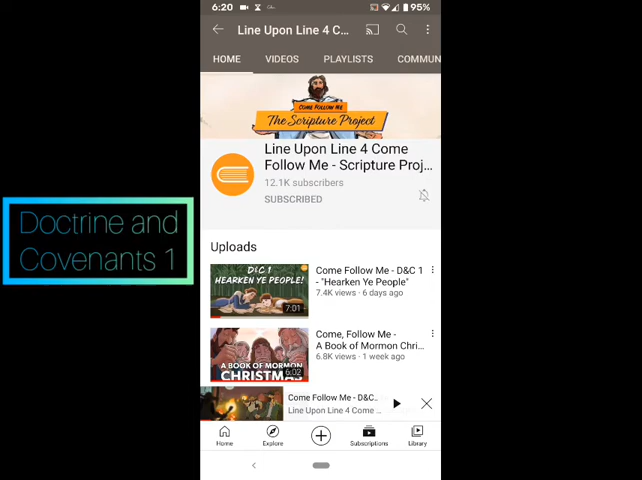 6:20
95%
Line Upon Line 4 C...
HOME
VIDEOS
PLAYLISTS
COMMUN
COME FOLLOW ME
The Scripture Project
Line Upon Line 4 Come
Follow Me - Scripture Proj...
12.1K subscribers
SUBSCRIBED
Doctrine and
Covenants 1
Uploads
D&C 1
HEARKEN YE PEOPLE!
7:01
Come Follow Me - D&C 1
- "Hearken Ye People"
7.4K views · 6 days ago
A BOOK OF MORMON
CHRISTMAS
6:02
Come, Follow Me -
A Book of Mormon Chri...
6.8K views · 1 week ago
Come Follow Me - D&C..
Line Upon Line 4 Come ...
Home
Explore
Subscriptions
Library